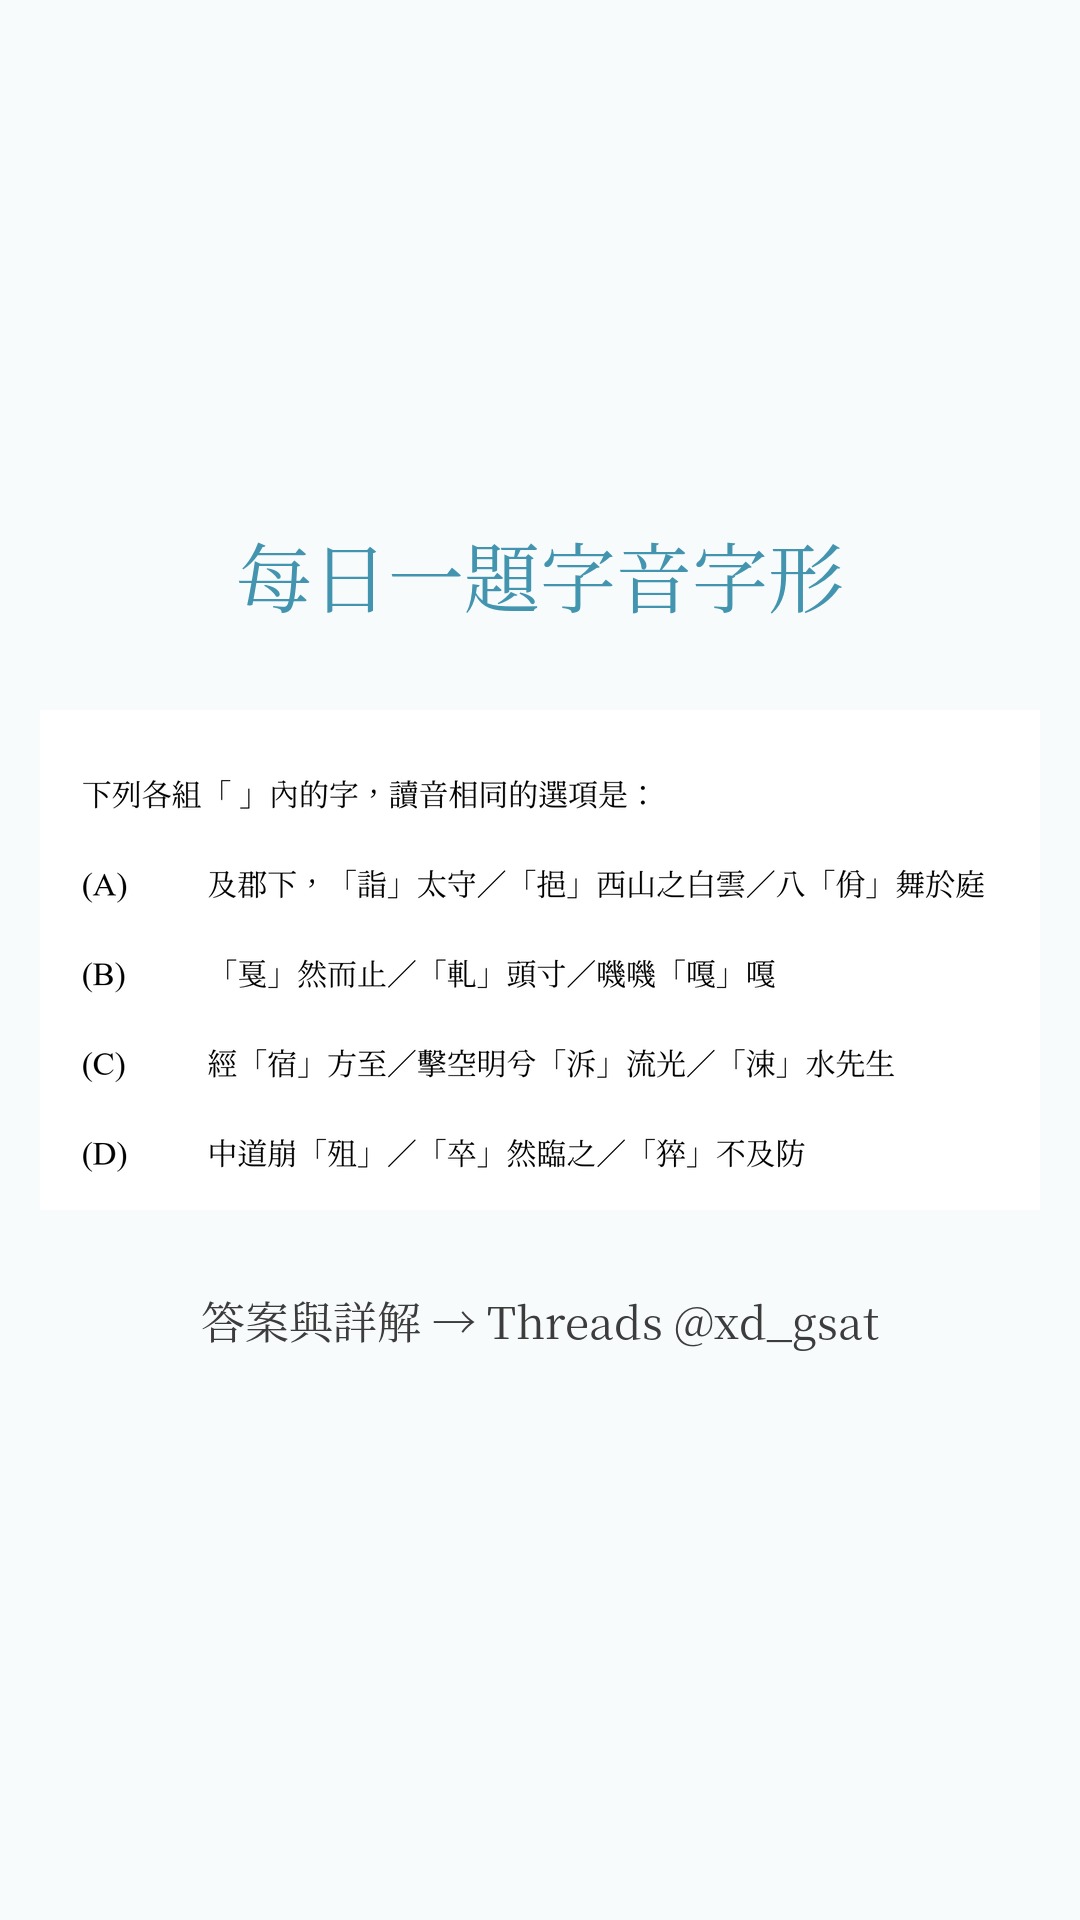 每日一題字音字形
下列各組「 」內的字，讀音相同的選項是：
(A) 及郡下，「詣」太守／「挹」西山之白雲／八「佾」舞於庭
(B) 「戛」然而止／「軋」頭寸／嘰嘰「嘎」嘎
(C) 經「宿」方至／擊空明兮「泝」流光／「涑」水先生
(D) 中道崩「殂」／「卒」然臨之／「猝」不及防
答案與詳解 → Threads @xd_gsat